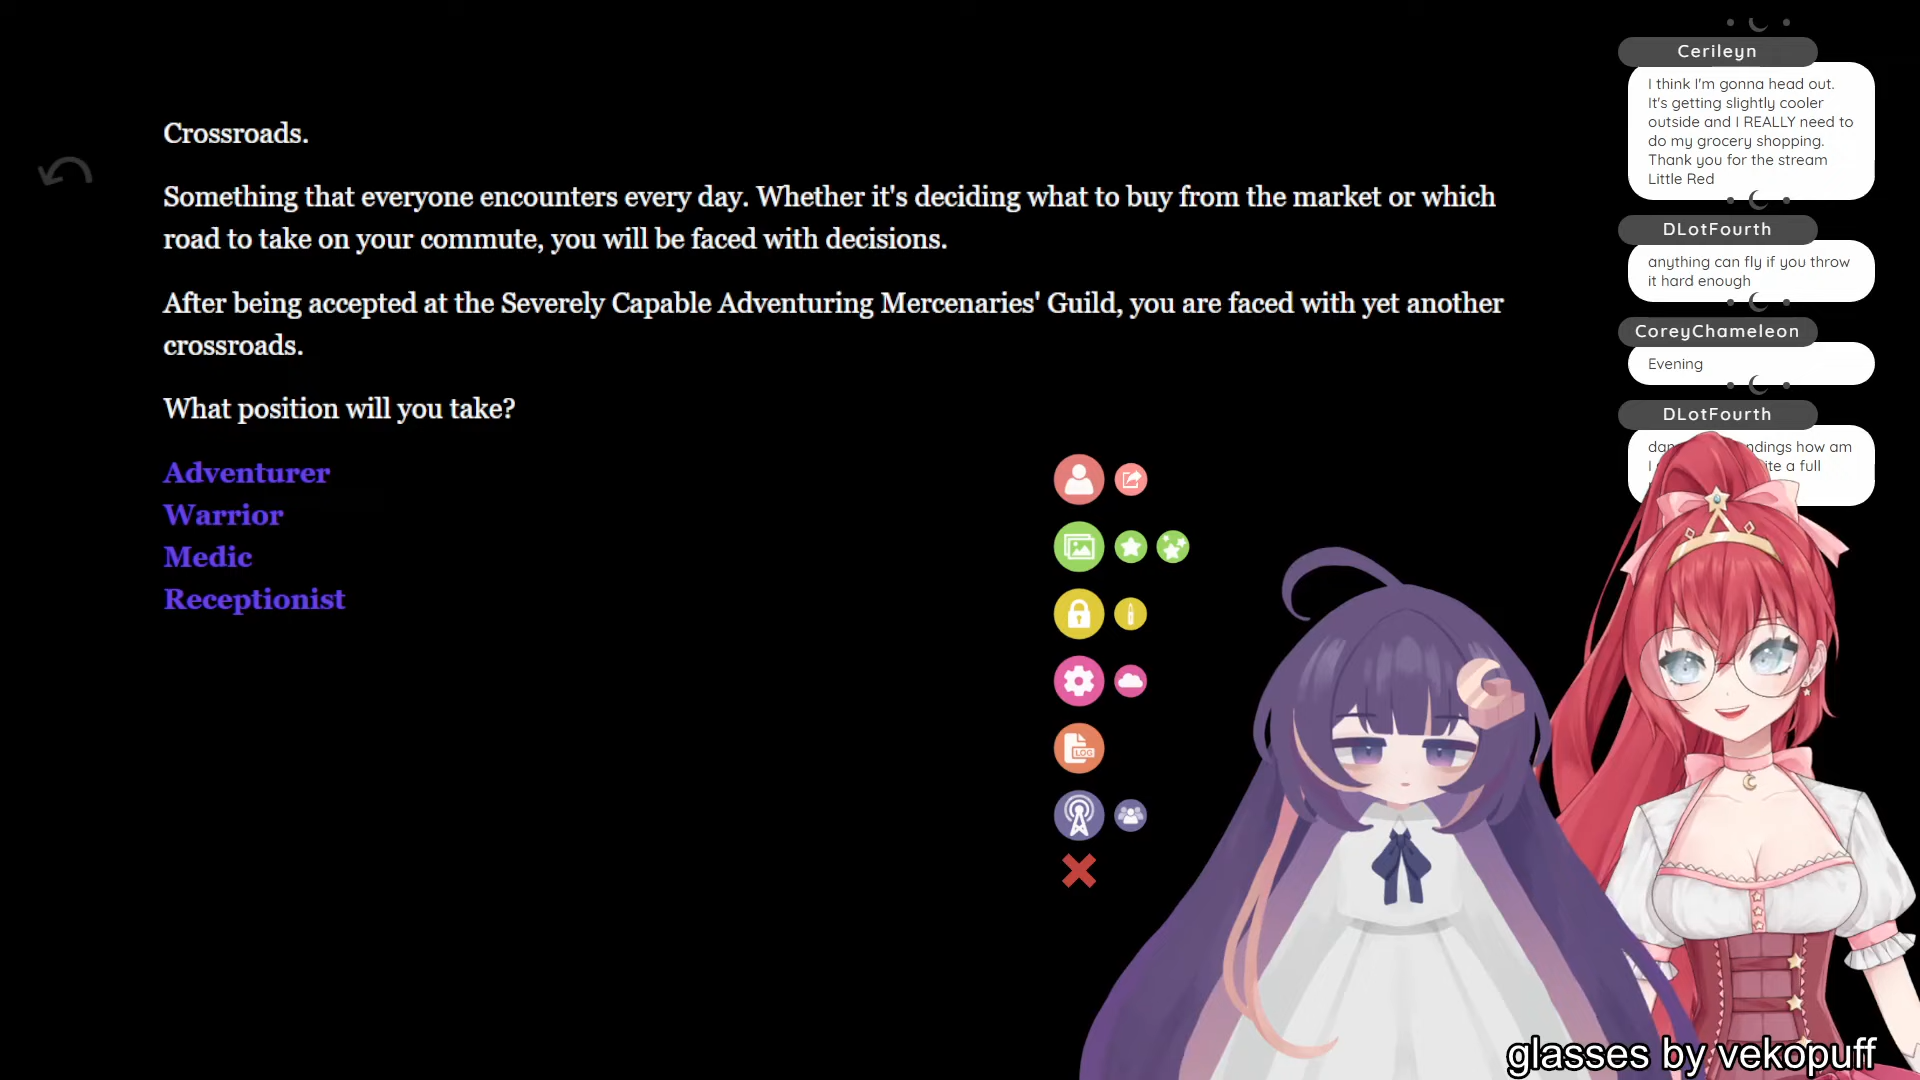 Crossroads.
Something that everyone encounters every day. Whether it's deciding what to buy from the market or which
road to take on your commute, you will be faced with decisions.
After being accepted at the Severely Capable Adventuring Mercenaries' Guild, you are faced with yet another
crossroads.
What position will you take?
Adventurer
Warrior
Medic
Receptionist
LOG
Cerileyn
I think I'm gonna head out.
It's getting slightly cooler
outside and I REALLY need to
do my grocery shopping.
Thank you for the stream
Little Red
DLotFourth
anything can fly if you throw
it hard enough
CoreyChameleon
Evening
DLotFourth
how am
I
a full
glasses by vekopuff